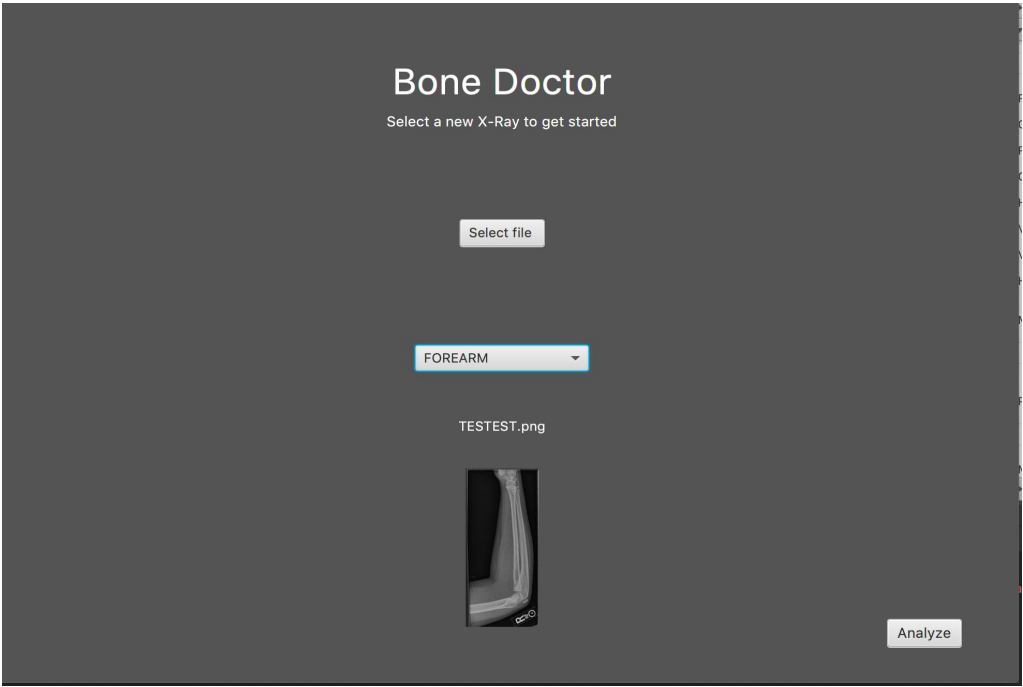 Bone Doctor
Select a new X-Ray to get started
Select file
FOREARM
TESTEST.png
Analyze